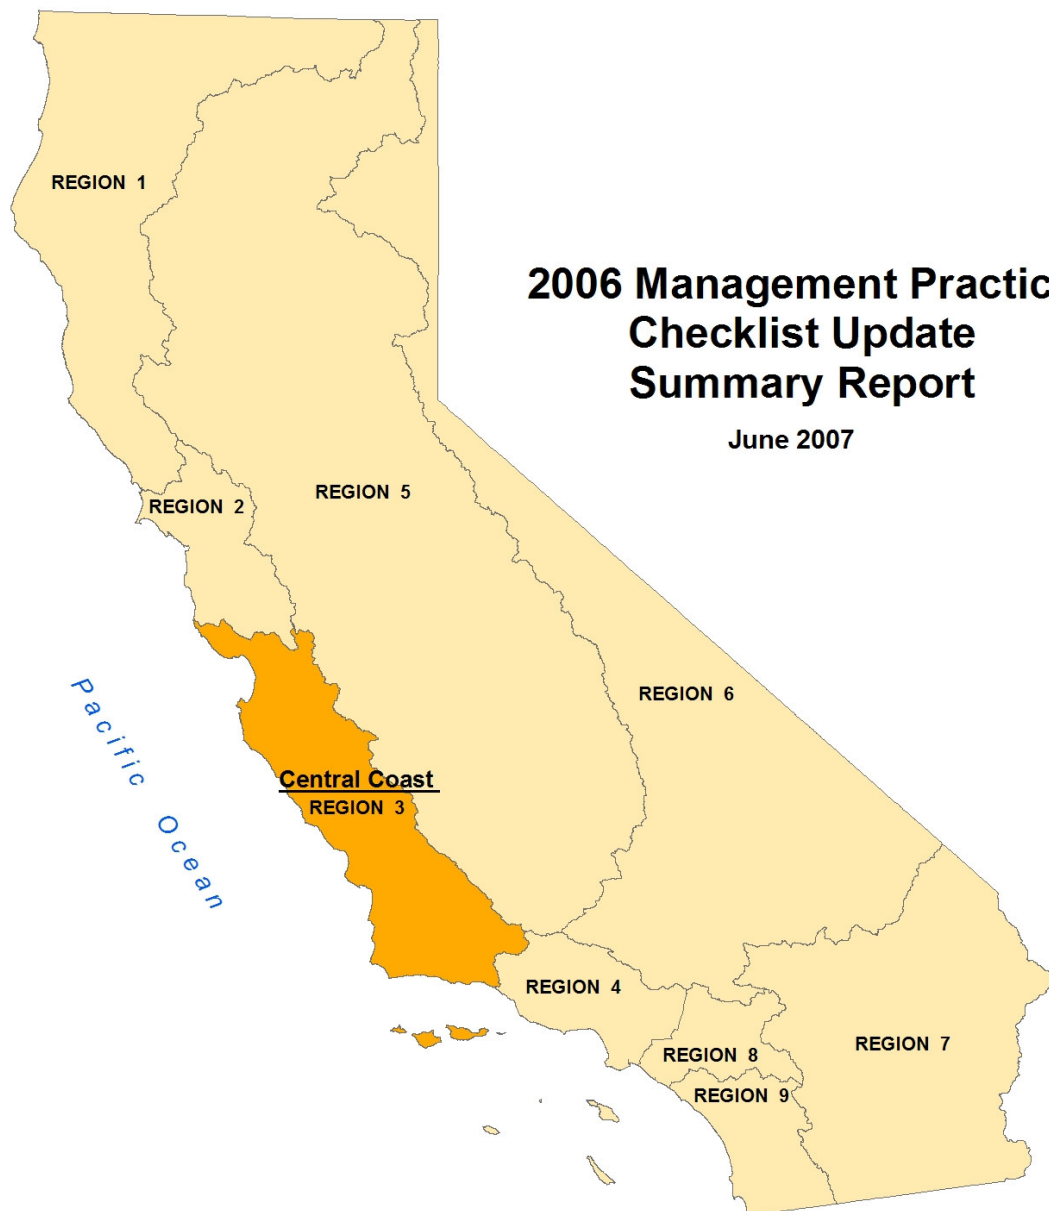 REGION 1
2006 Management Practic
Checklist Update
Summary Report
June 2007
REGION 5
REGION 2
REGION 6
Pacific Ocean
Central Coast
REGION 3
REGION 4
REGION 7
REGION 8
REGION 9